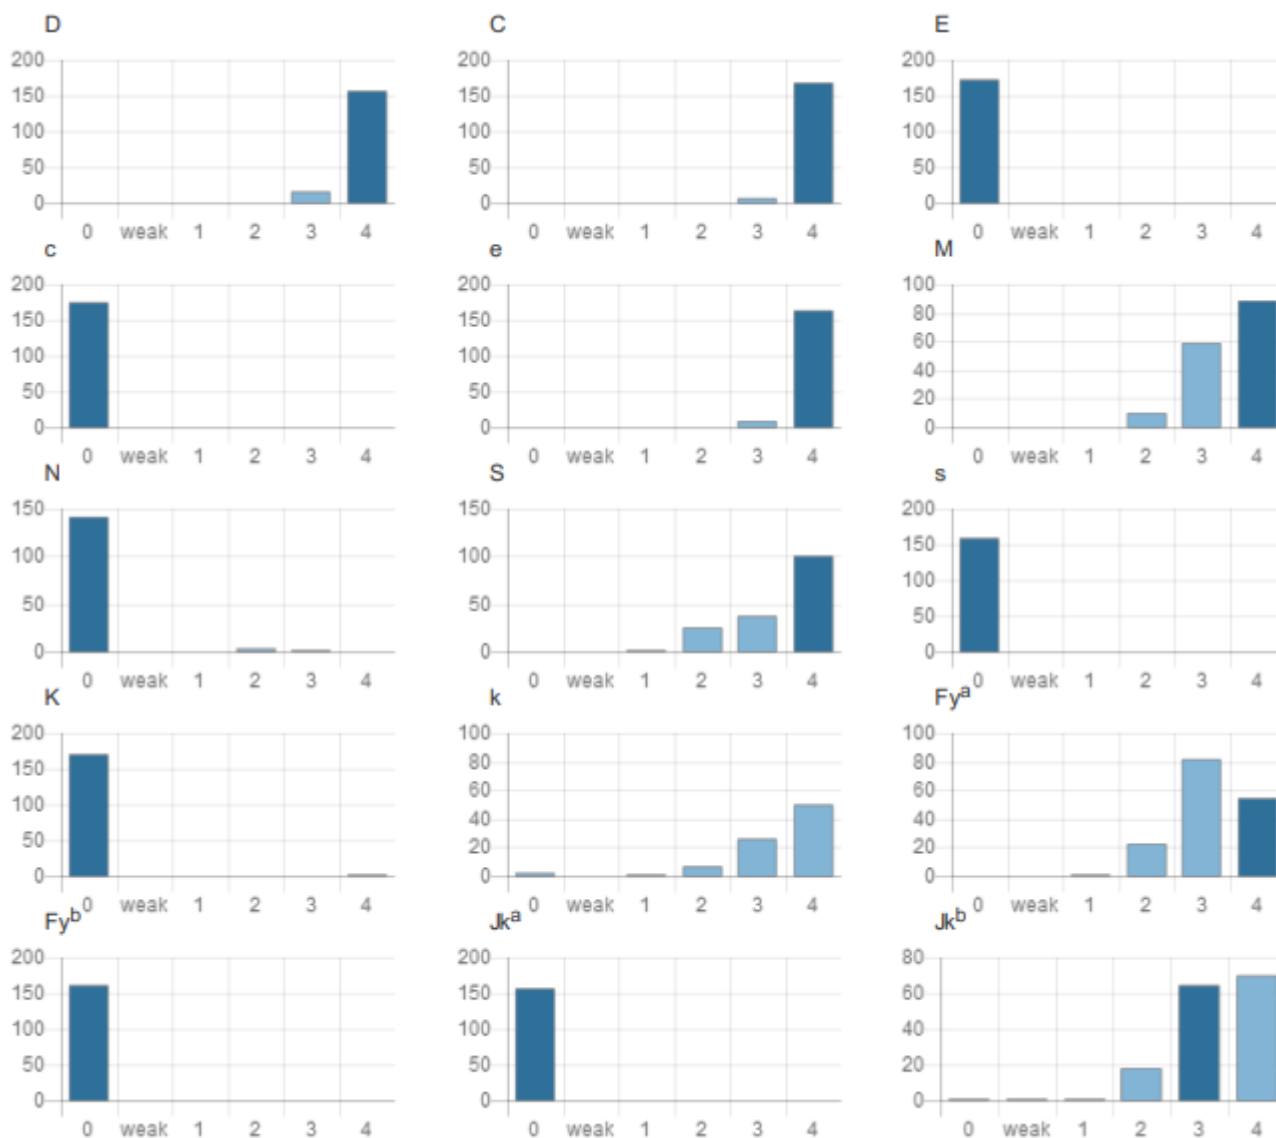 D C E
200 200 200
150 150 150
100 100 100
50 50 50
0 0 0
0 weak 1 2 3 4 0 weak 1 2 3 4 0 weak 1 2 3 4
c e M
200 200 100
150 150 80
100 100 60
50 50 40
0 0 20
0
0 weak 1 2 3 4 0 weak 1 2 3 4 0 weak 1 2 3 4
N S s
150 150 200
100 100 150
50 50 100
0 0 50
0
0 weak 1 2 3 4 0 weak 1 2 3 4 0 weak 1 2 3 4
K k Fyᵃ
200 100 100
150 80 80
100 60 60
50 40 40
0 20 20
0 0
0 weak 1 2 3 4 0 weak 1 2 3 4 0 weak 1 2 3 4
Fyᵇ Jkᵃ Jkᵇ
200 200 80
150 150 60
100 100 40
50 50 20
0 0 0
0 weak 1 2 3 4 0 weak 1 2 3 4 0 weak 1 2 3 4